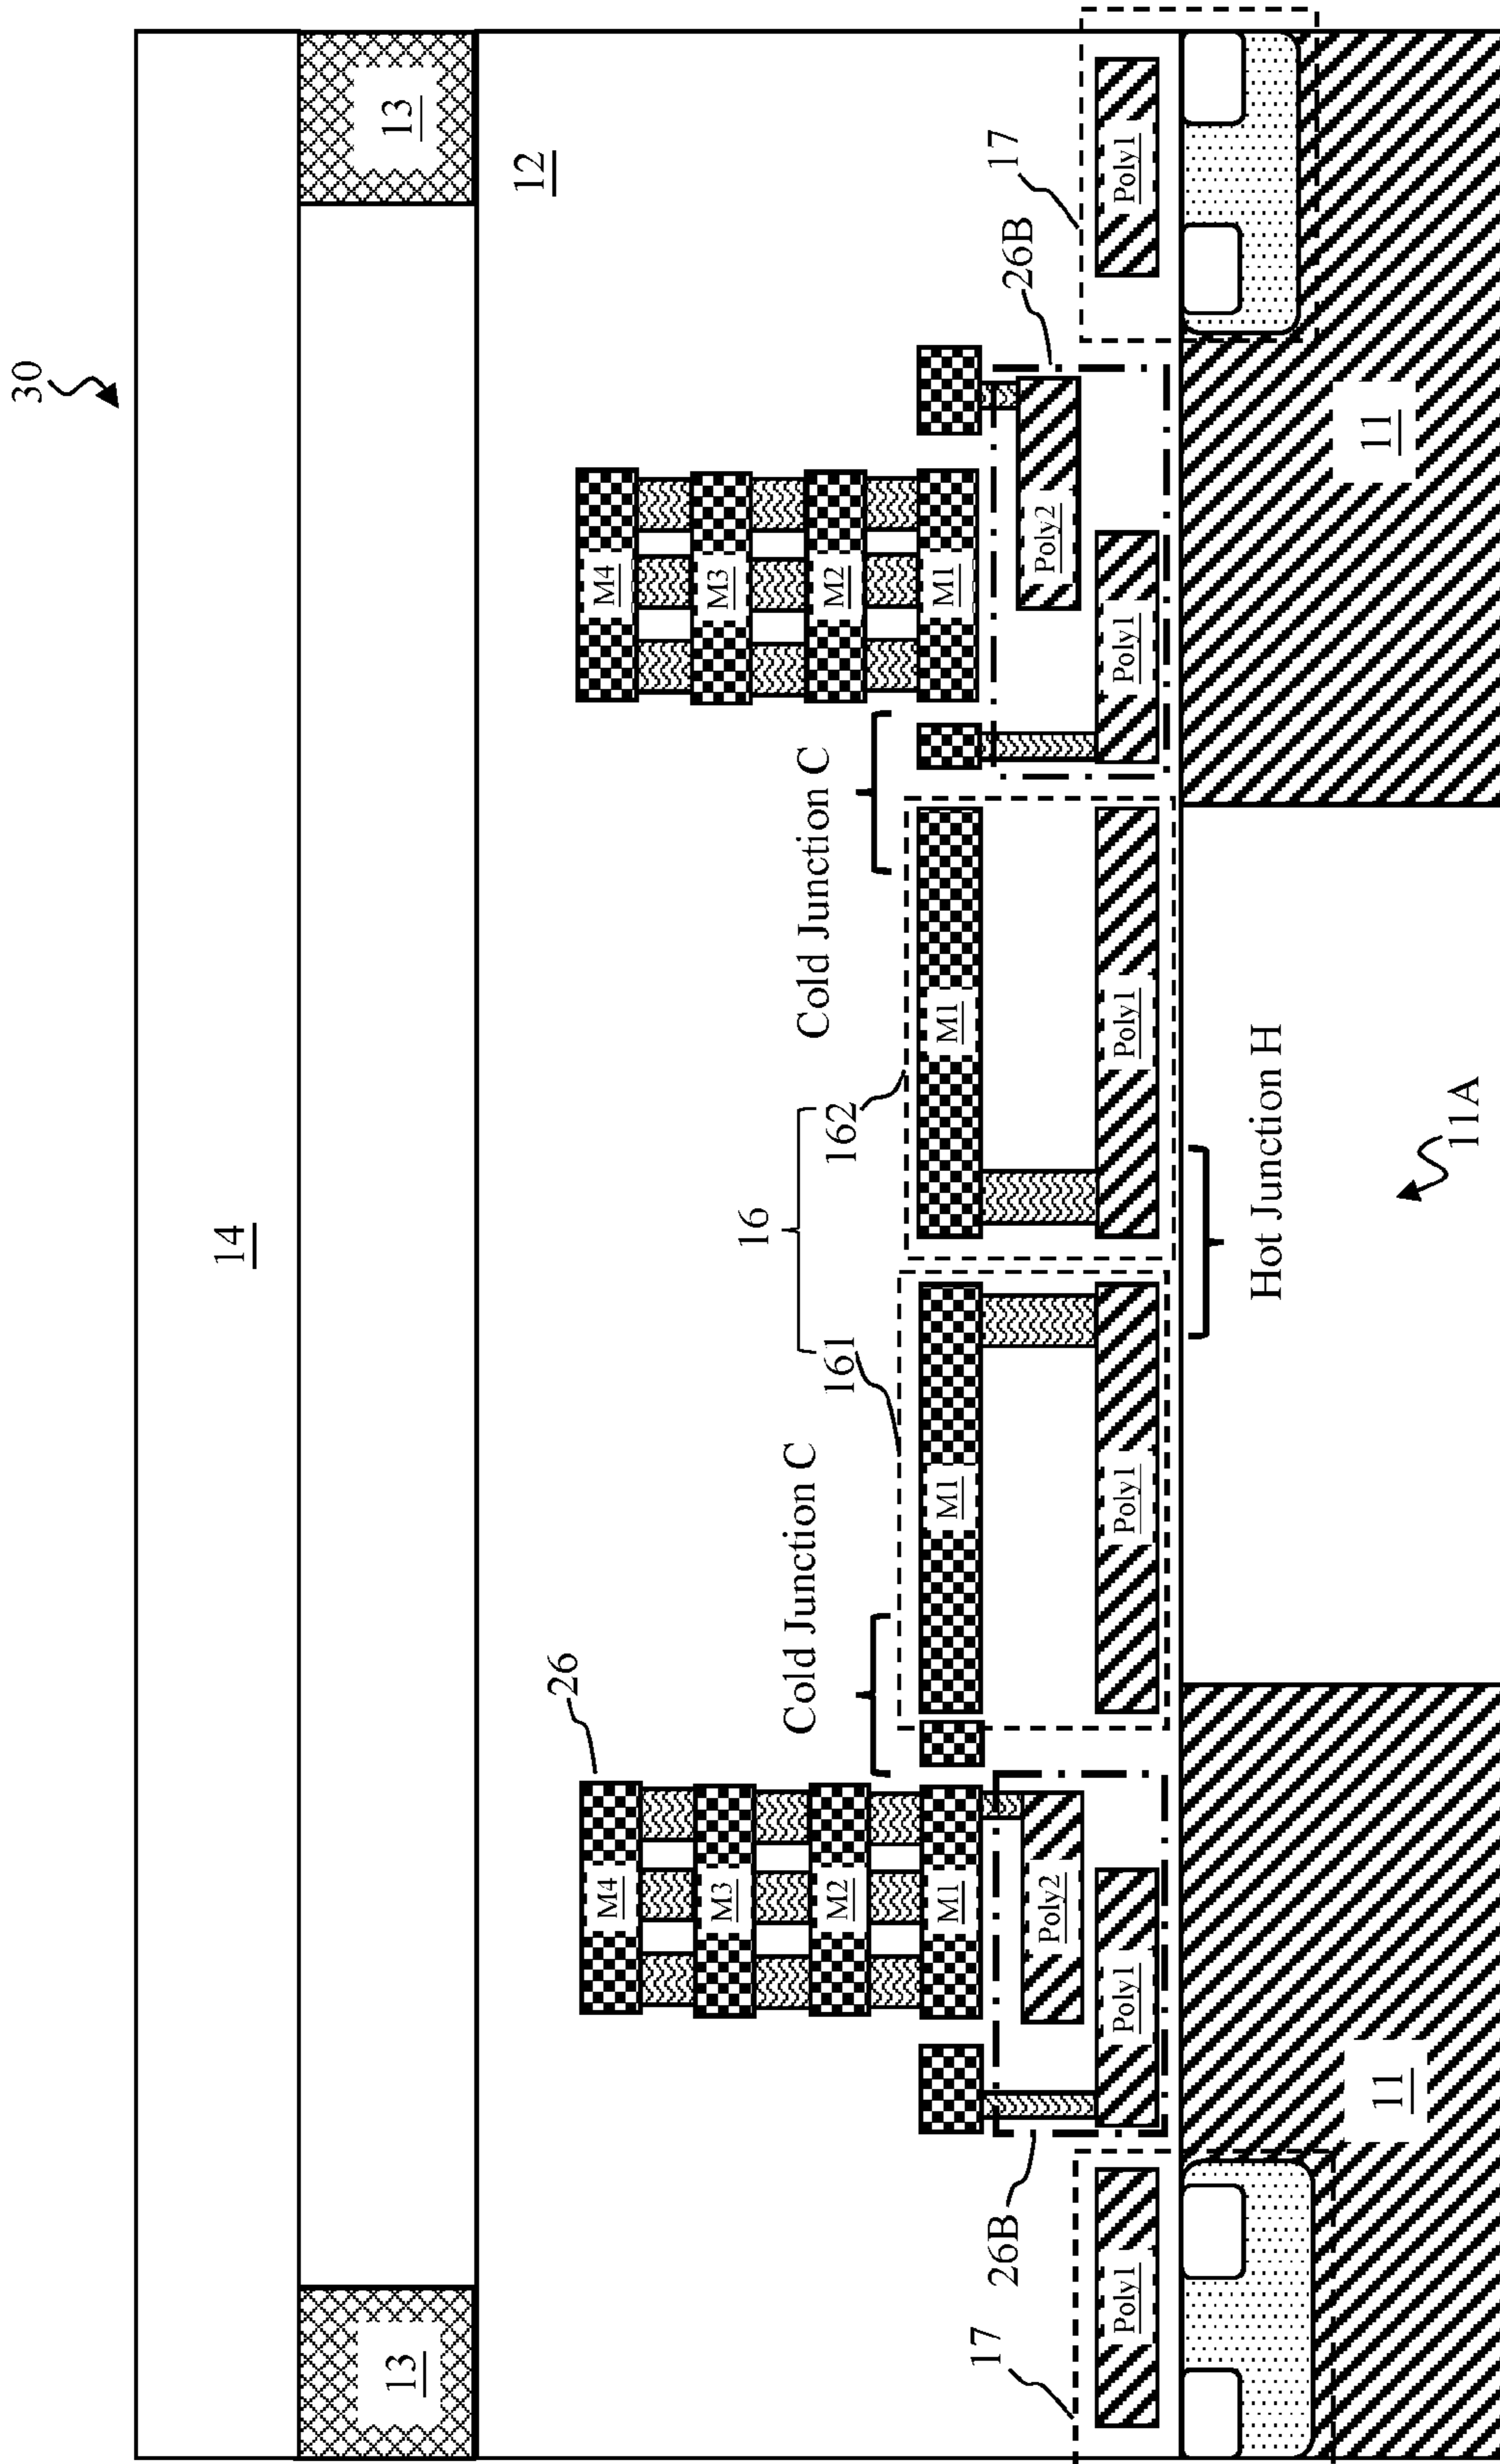 30
14
13
13
12
26
M4
M4
M3
M3
16
Cold Junction C
Cold Junction C
161
162
M2
M2
M1
M1
M1
M1
17
26B
26B
17
Poly2
Poly2
Poly1
Poly1
Poly1
Poly1
Poly1
Poly1
Hot Junction H
11
11
11A